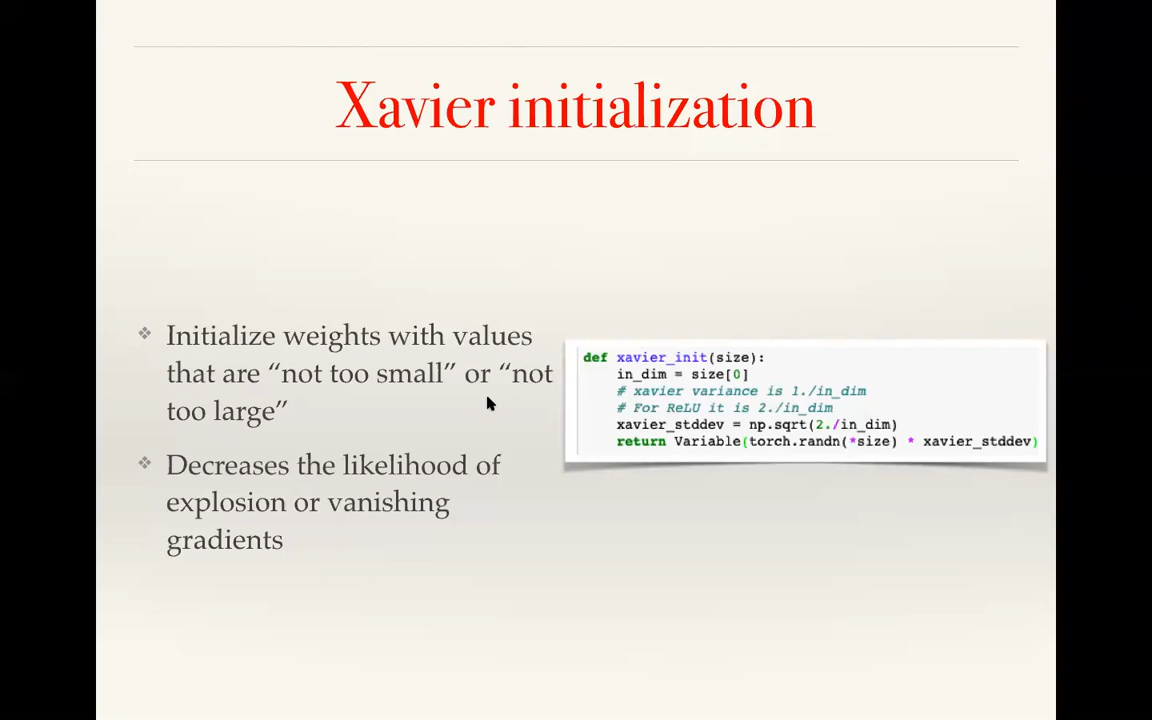 Xavier initialization
Initialize weights with values
that are “not too small” or “not
too large”
Decreases the likelihood of
explosion or vanishing
gradients
def xavier_init(size):
    in_dim = size[0]
    # xavier variance is 1./in_dim
    # For ReLU it is 2./in_dim
    xavier_stddev = np.sqrt(2./in_dim)
    return Variable(torch.randn(*size) * xavier_stddev)